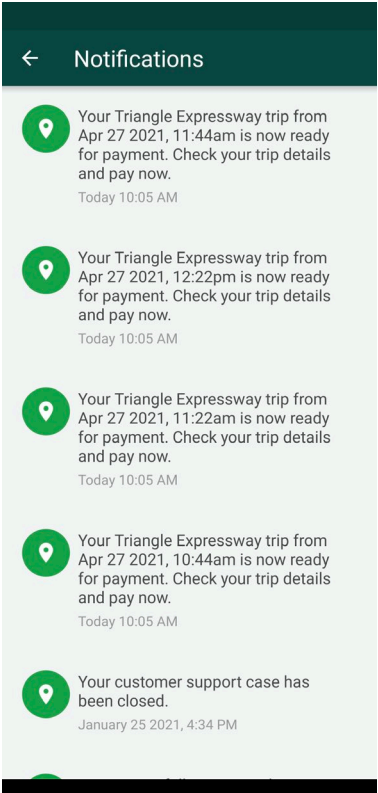 Notifications
Your Triangle Expressway trip from
Apr 27 2021, 11:44am is now ready
for payment. Check your trip details
and pay now.
Today 10:05 AM
Your Triangle Expressway trip from
Apr 27 2021, 12:22pm is now ready
for payment. Check your trip details
and pay now.
Today 10:05 AM
Your Triangle Expressway trip from
Apr 27 2021, 11:22am is now ready
for payment. Check your trip details
and pay now.
Today 10:05 AM
Your Triangle Expressway trip from
Apr 27 2021, 10:44am is now ready
for payment. Check your trip details
and pay now.
Today 10:05 AM
Your customer support case has
been closed.
January 25 2021, 4:34 PM